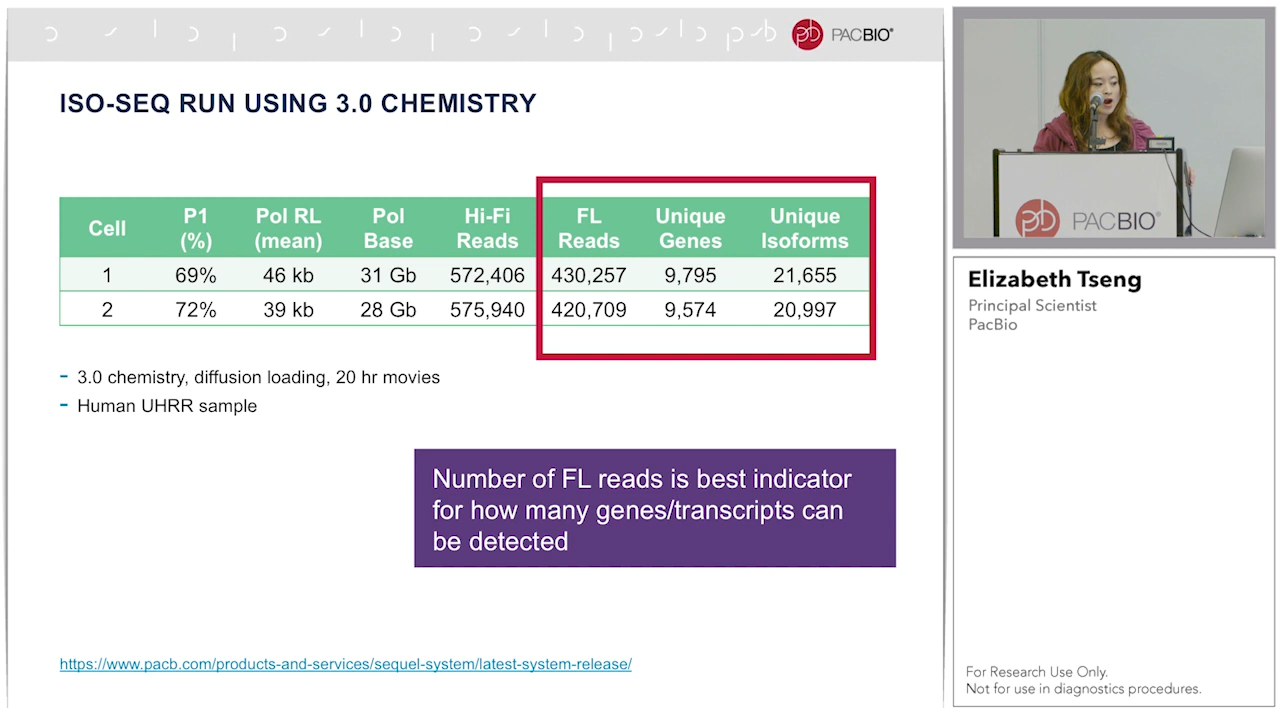 PACBIO®
ISO-SEQ RUN USING 3.0 CHEMISTRY
Cell P1 (%) Pol RL (mean) Pol Base Hi-Fi Reads FL Reads Unique Genes Unique Isoforms
1 69% 46 kb 31 Gb 572,406 430,257 9,795 21,655
2 72% 39 kb 28 Gb 575,940 420,709 9,574 20,997
- 3.0 chemistry, diffusion loading, 20 hr movies
- Human UHRR sample
Number of FL reads is best indicator
for how many genes/transcripts can
be detected
https://www.pacb.com/products-and-services/sequel-system/latest-system-release/
PACBIO®
Elizabeth Tseng
Principal Scientist
PacBio
For Research Use Only.
Not for use in diagnostics procedures.